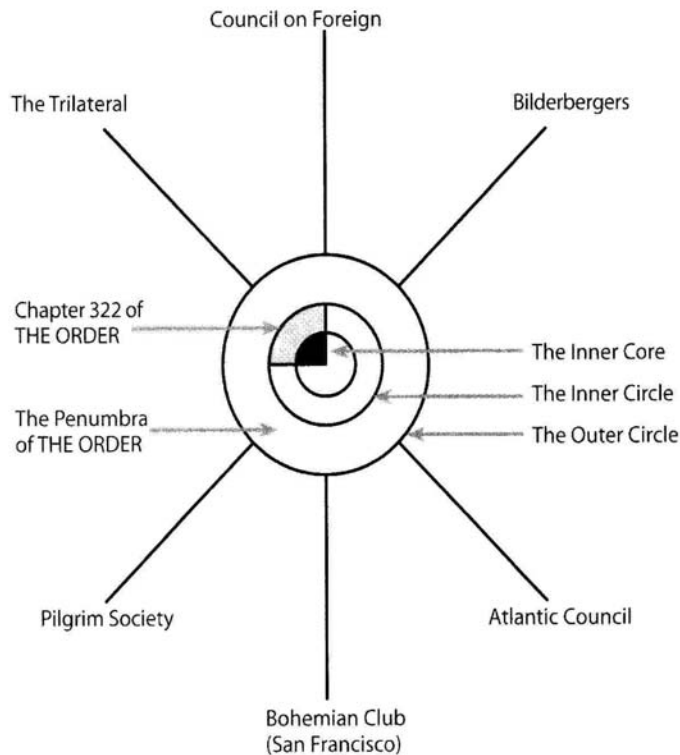 Council on Foreign
The Trilateral
Bilderbergers
Chapter 322 of
THE ORDER
The Inner Core
The Inner Circle
The Penumbra
of THE ORDER
The Outer Circle
Pilgrim Society
Atlantic Council
Bohemian Club
(San Francisco)